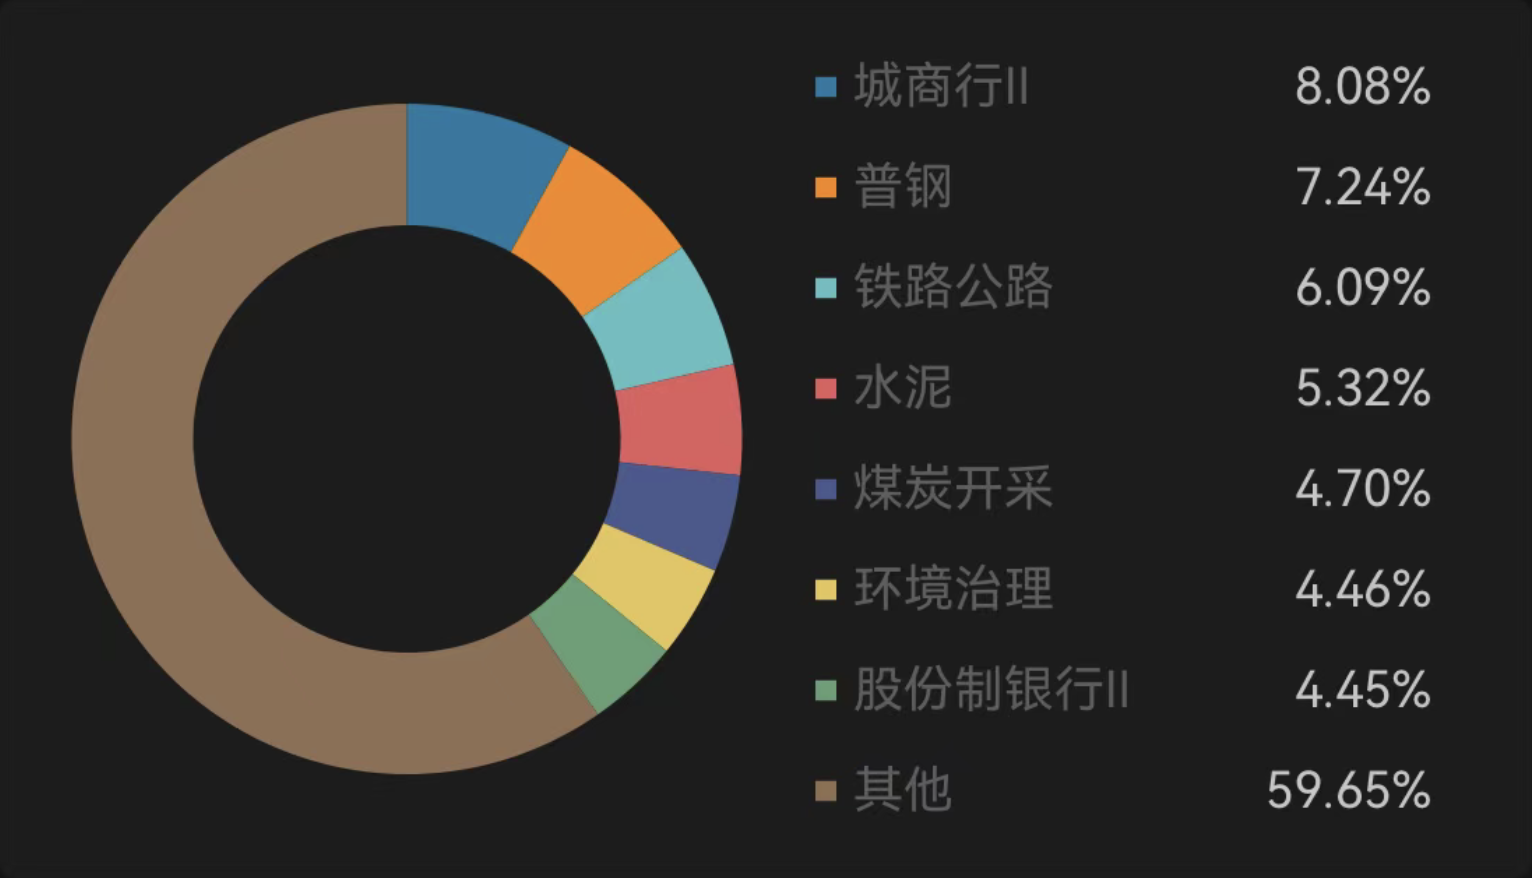 城商行II 8.08%
普钢 7.24%
铁路公路 6.09%
水泥 5.32%
煤炭开采 4.70%
环境治理 4.46%
股份制银行II 4.45%
其他 59.65%